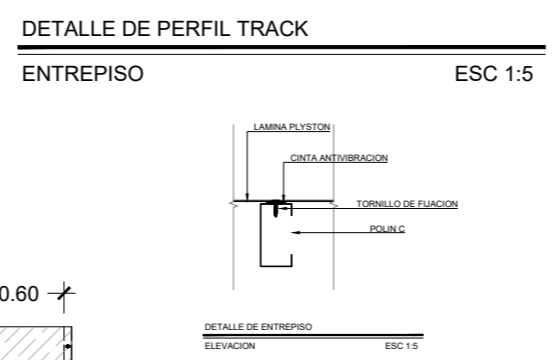 DETALLE DE PERFIL TRACK
ENTREPISO ESC 1:5
LAMINA PLYSTON
CINTA ANTIVIBRACION
TORNILLO DE FIJACION
POLIN C
0.60
DETALLE DE ENTREPISO
ELEVACION ESC 1:5